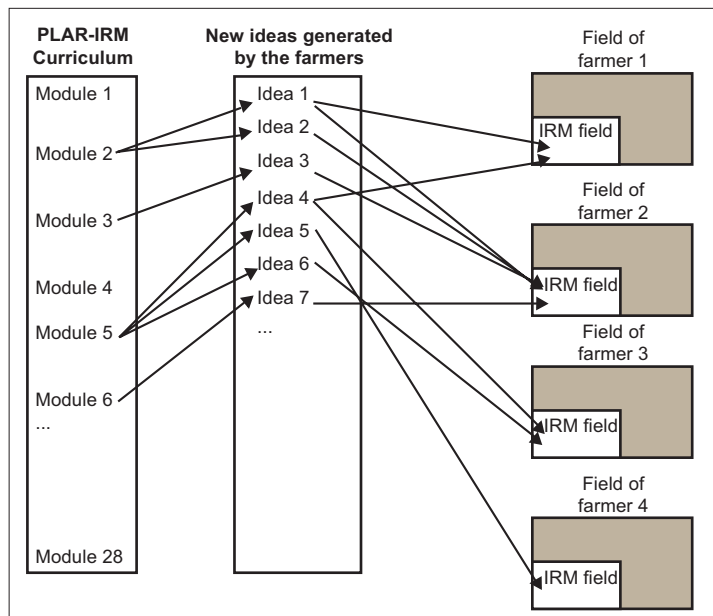 PLAR-IRM
Curriculum
Module 1
Module 2
Module 3
Module 4
Module 5
Module 6
...
Module 28
New ideas generated
by the farmers
Idea 1
Idea 2
Idea 3
Idea 4
Idea 5
Idea 6
Idea 7
...
Field of
farmer 1
IRM field
Field of
farmer 2
IRM field
Field of
farmer 3
IRM field
Field of
farmer 4
IRM field